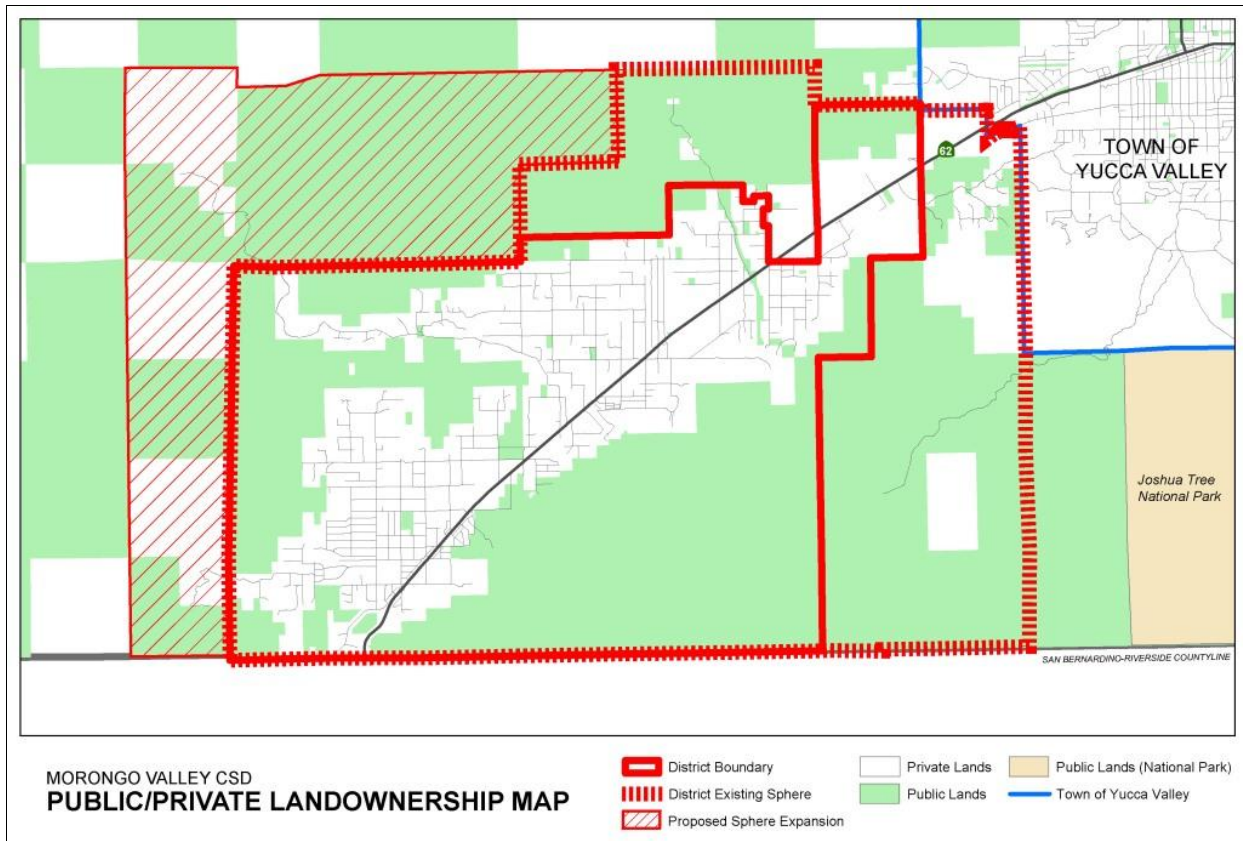 62
TOWN OF
YUCCA VALLEY
Joshua Tree
National Park
SAN BERNARDINO-RIVERSIDE COUNTYLINE
MORONGO VALLEY CSD
PUBLIC/PRIVATE LANDOWNERSHIP MAP
District Boundary
District Existing Sphere
Proposed Sphere Expansion
Private Lands
Public Lands
Public Lands (National Park)
Town of Yucca Valley